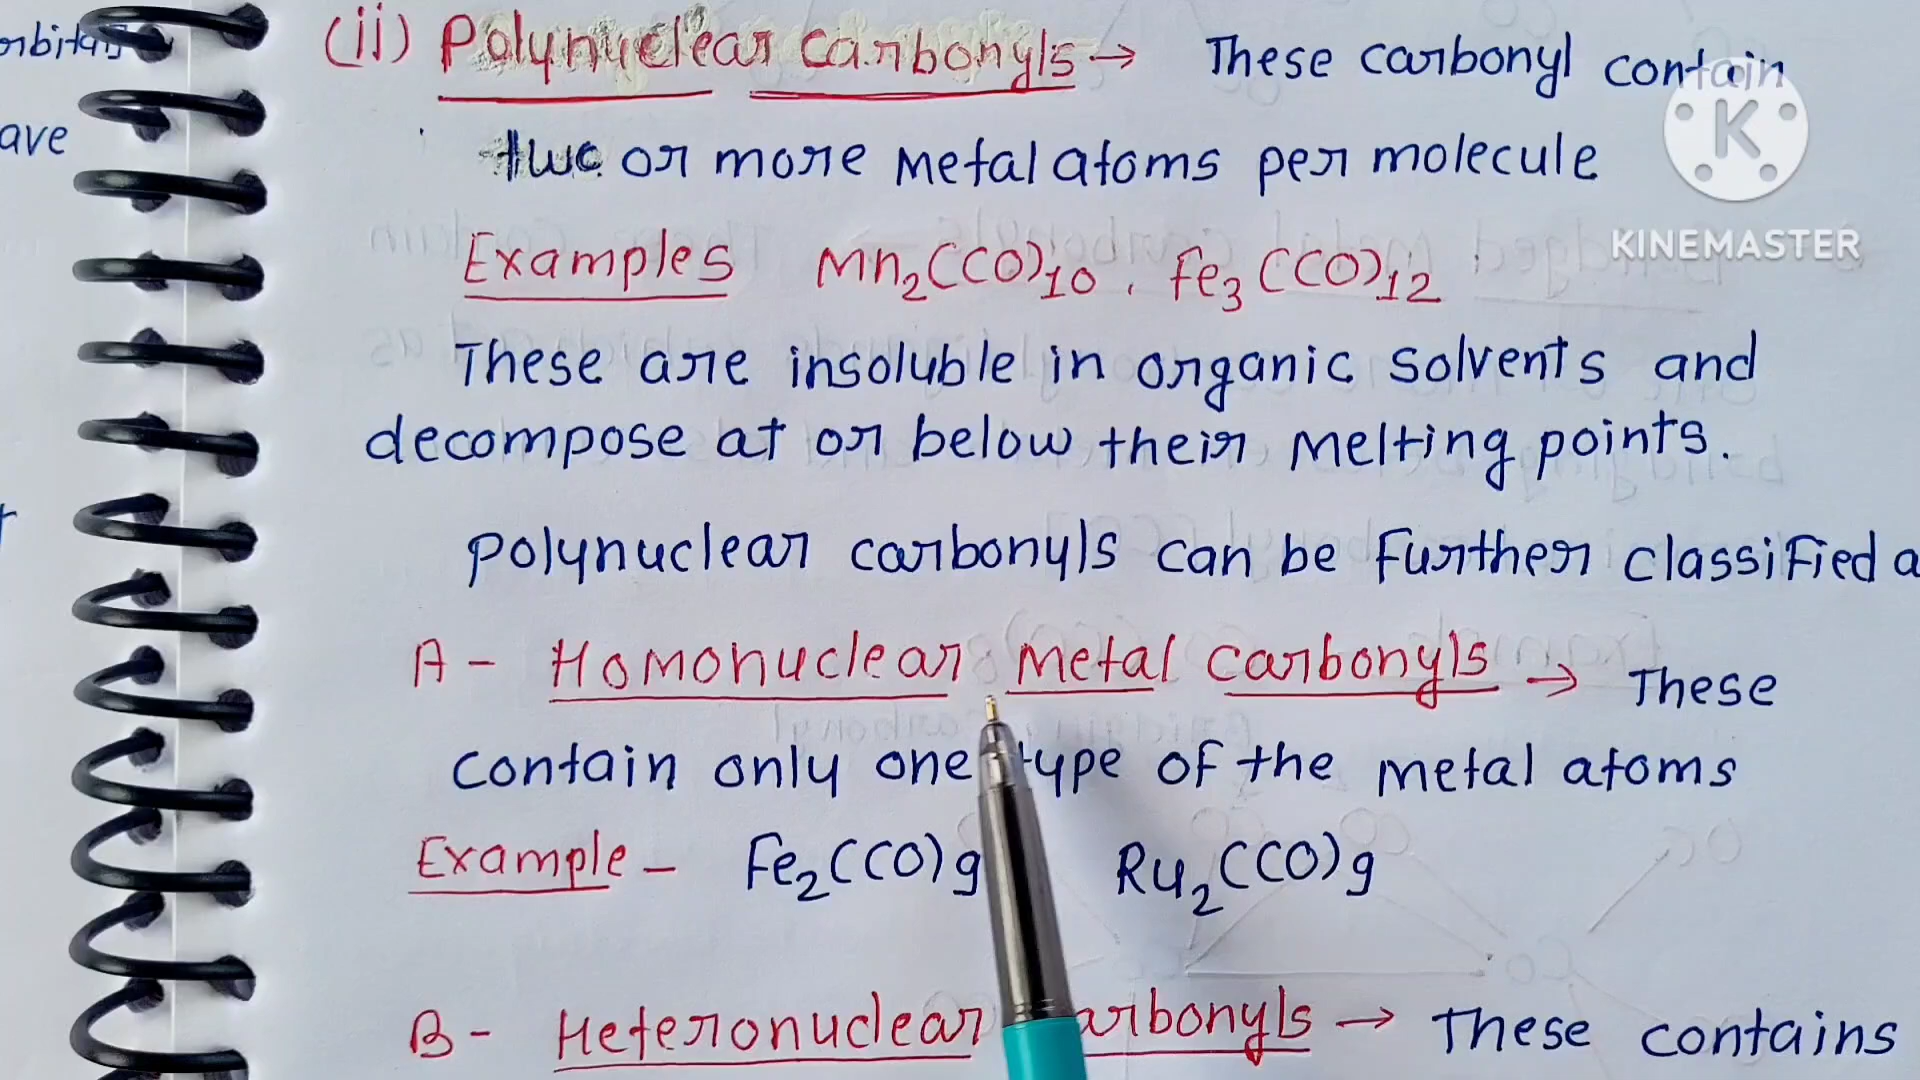 (ii) Polynuclear carbonyls → These carbonyl contain
two or more metal atoms per molecule
Examples Mn₂(CO)₁₀, Fe₃(CO)₁₂
These are insoluble in organic solvents and
decompose at or below their melting points.
Polynuclear carbonyls can be further classified a
A - Homonuclear metal carbonyls → These
contain only one type of the metal atoms
Example - Fe₂(CO)9 Ru₂(CO)9
B - Heteronuclear carbonyls → These contains
ave
K
KINEMASTER